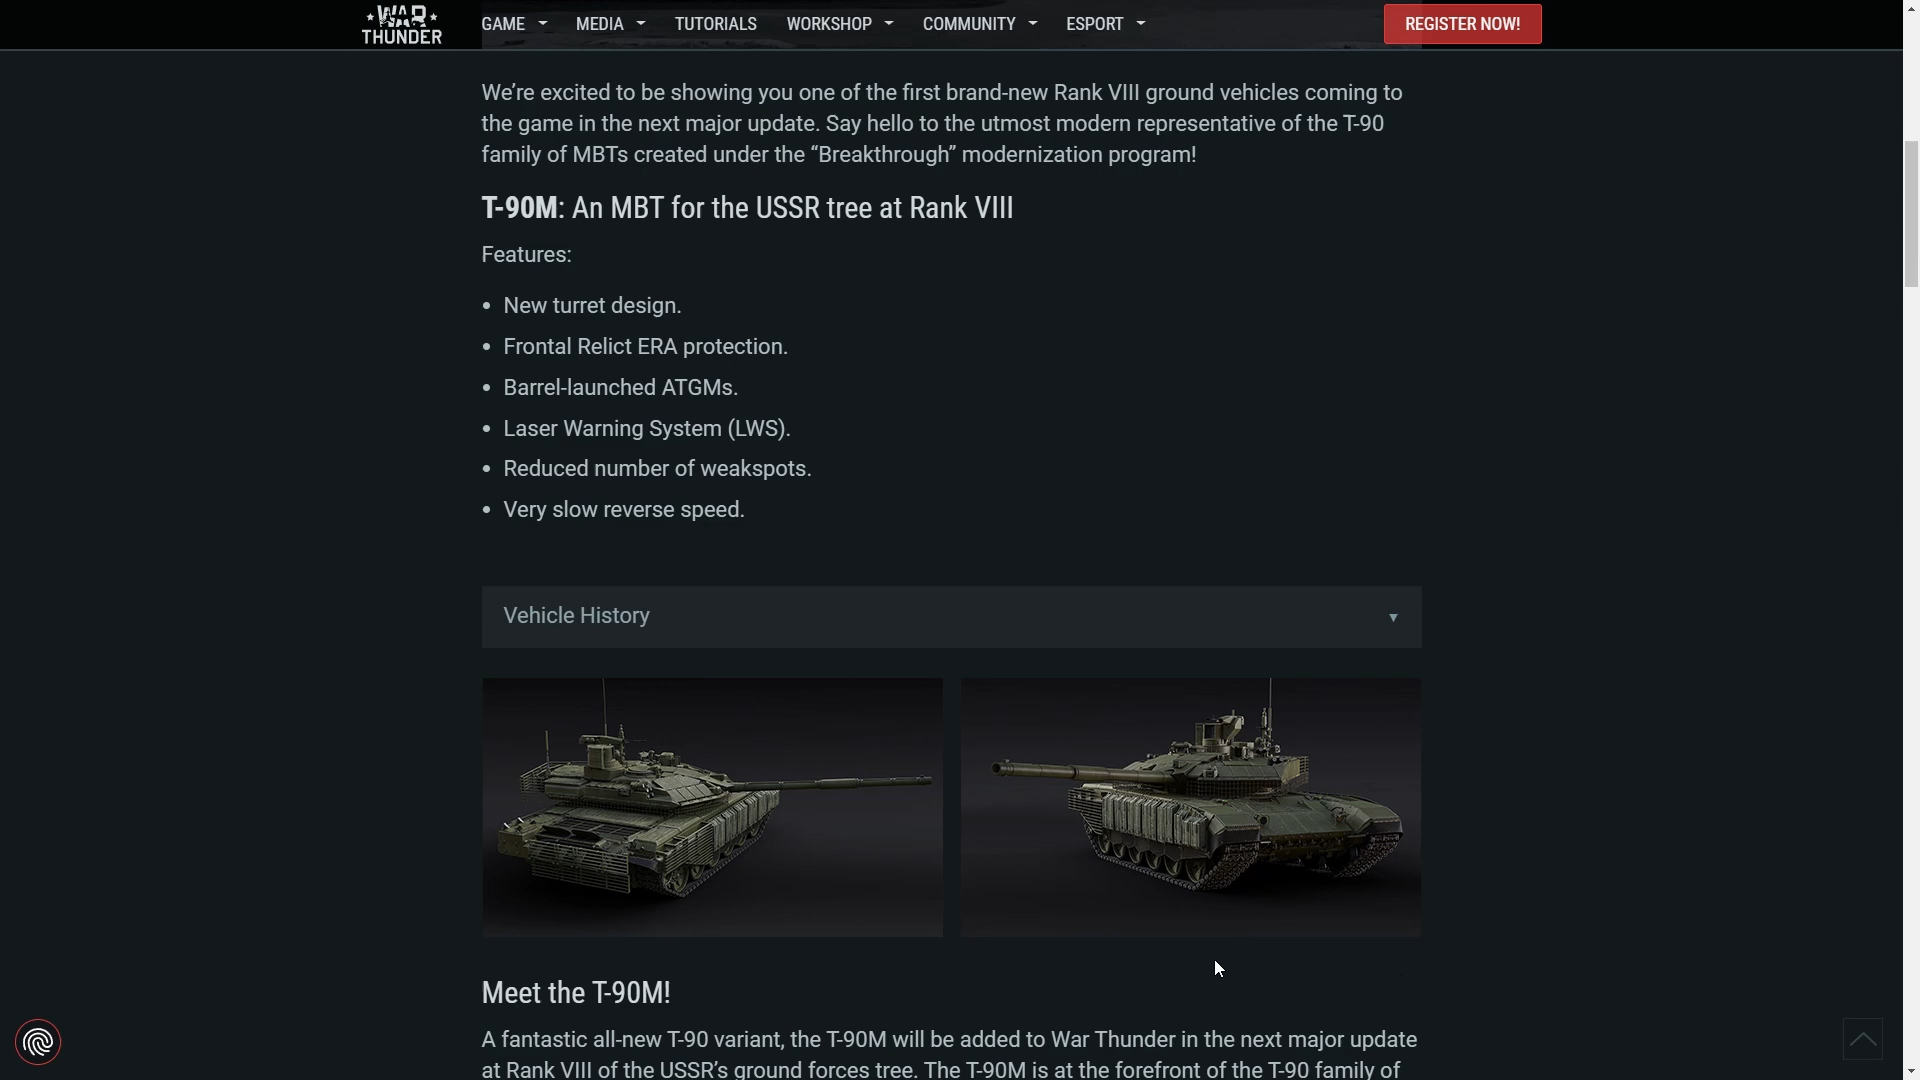 WAR THUNDER
GAME MEDIA TUTORIALS WORKSHOP COMMUNITY ESPORT REGISTER NOW!
We’re excited to be showing you one of the first brand-new Rank VIII ground vehicles coming to
the game in the next major update. Say hello to the utmost modern representative of the T-90
family of MBTs created under the “Breakthrough” modernization program!
T-90M: An MBT for the USSR tree at Rank VIII
Features:
• New turret design.
• Frontal Relict ERA protection.
• Barrel-launched ATGMs.
• Laser Warning System (LWS).
• Reduced number of weakspots.
• Very slow reverse speed.
Vehicle History
Meet the T-90M!
A fantastic all-new T-90 variant, the T-90M will be added to War Thunder in the next major update
at Rank VIII of the USSR’s ground forces tree. The T-90M is at the forefront of the T-90 family of